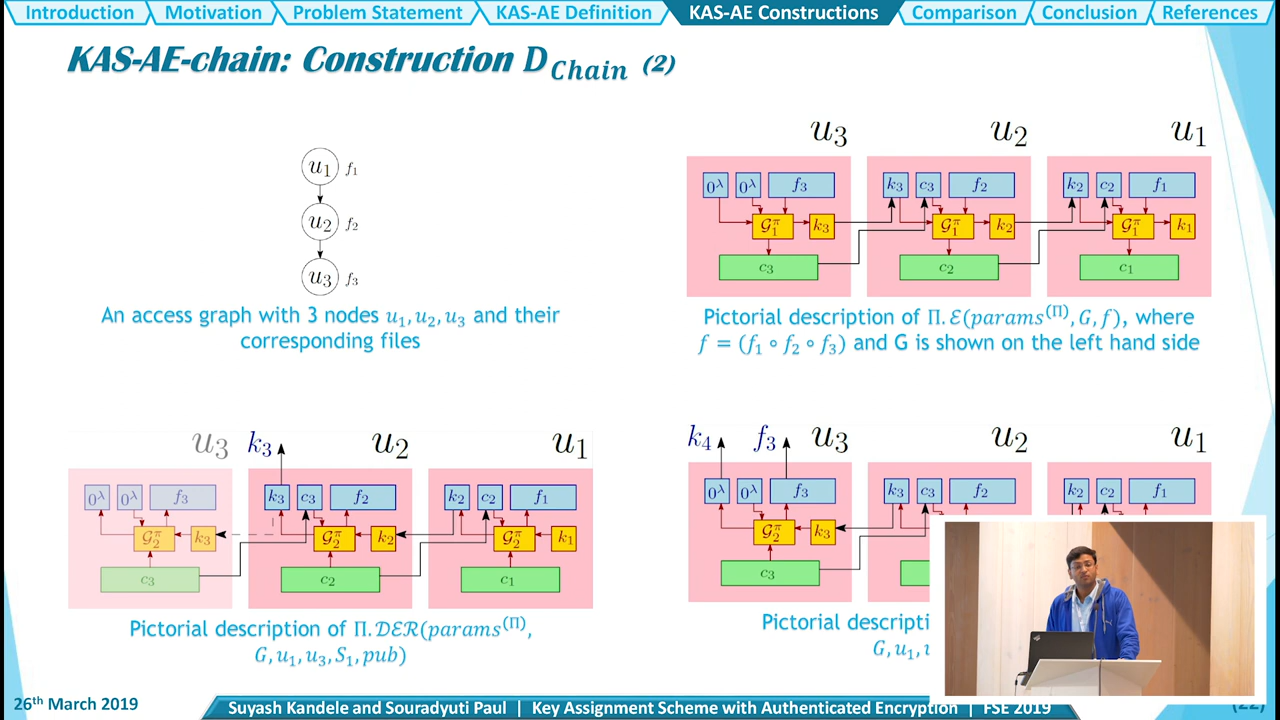 Introduction Motivation Problem Statement KAS-AE Definition KAS-AE Constructions Comparison Conclusion References
KAS-AE-chain: Construction D_Chain (2)
u₁ f₁
u₂ f₂
u₃ f₃
An access graph with 3 nodes u₁, u₂, u₃ and their
corresponding files
u₃ u₂ u₁
0^λ 0^λ f₃ k₃ c₃ f₂ k₂ c₂ f₁
𝒢₁^π k₃ 𝒢₁^π k₂ 𝒢₁^π k₁
c₃ c₂ c₁
Pictorial description of Π.ℰ(params^(Π), G, f), where
f = (f₁ ∘ f₂ ∘ f₃) and G is shown on the left hand side
u₃ k₃ u₂ u₁
0^λ 0^λ f₃ k₃ c₃ f₂ k₂ c₂ f₁
𝒢₂^π k₃ 𝒢₂^π k₂ 𝒢₂^π k₁
c₃ c₂ c₁
Pictorial description of Π.𝒟ℰℛ(params^(Π),
G, u₁, u₃, S₁, pub)
k₄ f₃ u₃ u₂ u₁
0^λ 0^λ f₃ k₃ c₃ f₂ k₂ c₂ f₁
𝒢₂^π k₃
c₃
Pictorial descripti
G, u₁, u
26th March 2019
Suyash Kandele and Souradyuti Paul | Key Assignment Scheme with Authenticated Encryption | FSE 2019
(22)